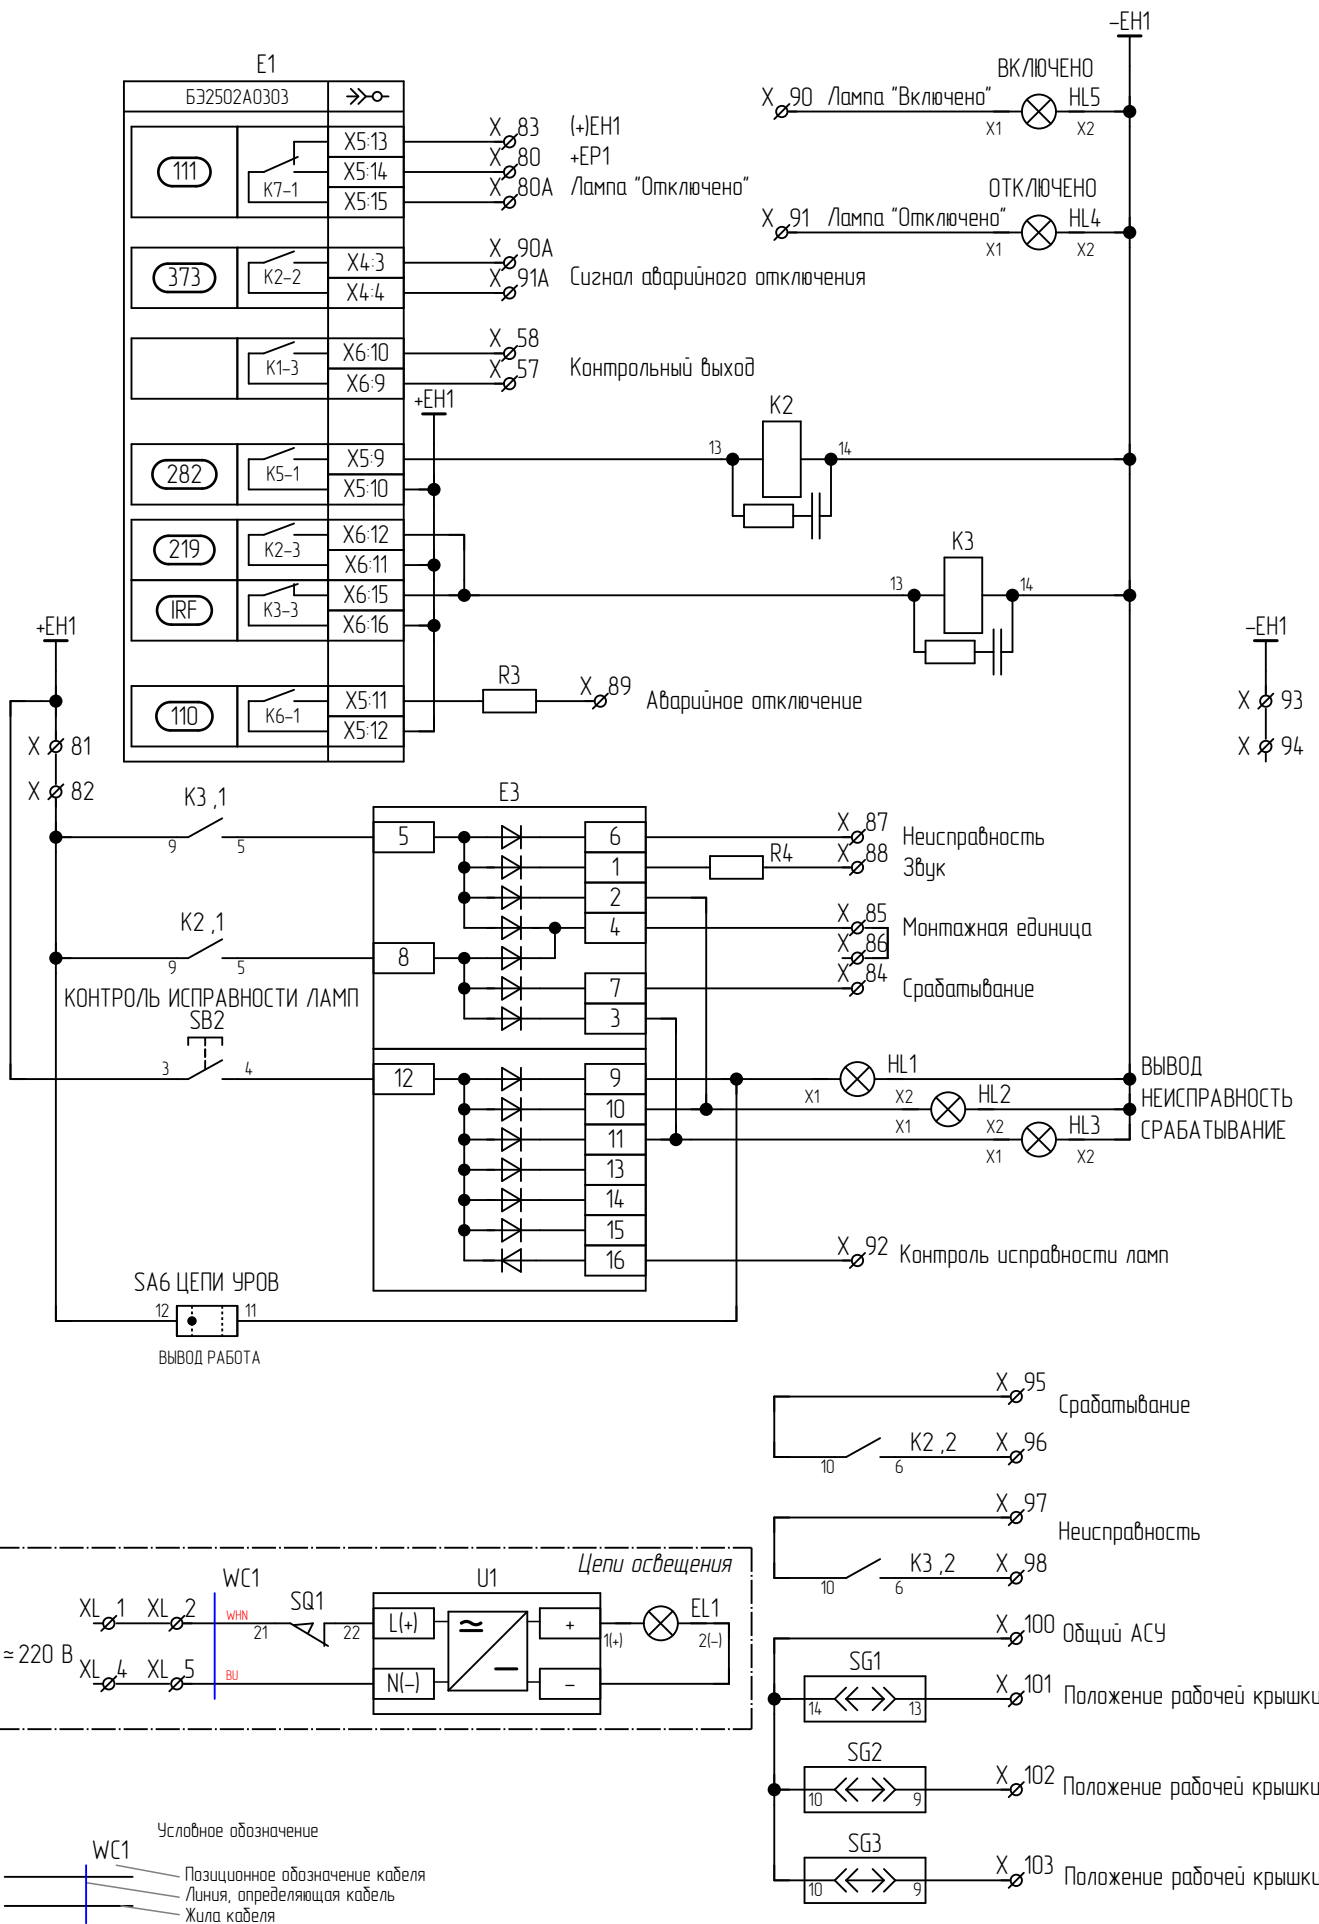 -EH1
E1
БЭ2502А0303
ВКЛЮЧЕНО
X 90 Лампа "Включено" HL5
X1 X2
111 K7-1
X5:13 X 83 (+)EH1
X5:14 X 80 +EP1
X5:15 X 80A Лампа "Отключено"
ОТКЛЮЧЕНО
X 91 Лампа "Отключено" HL4
X1 X2
373 K2-2
X4:3 X 90A
X4:4 X 91A Сигнал аварийного отключения
K1-3
X6:10 X 58
X6:9 X 57 Контрольный выход
+EH1
K2
282 K5-1
X5:9 13 14
X5:10
219 K2-3
X6:12
X6:11
K3
IRF K3-3
X6:15 13 14
X6:16
+EH1
-EH1
110 K6-1
X5:11 R3 X 89 Аварийное отключение
X5:12
X 93
X 94
X 81
X 82
K3 ,1
9 5
E3
5
6 X 87 Неисправность
1 R4 X 88 Звук
2
K2 ,1
9 5
4 X 85 Монтажная единица
8 X 86
7 X 84 Срабатывание
3
КОНТРОЛЬ ИСПРАВНОСТИ ЛАМП
SB2
3 4
12
9 HL1 ВЫВОД
X1 X2
10 HL2 НЕИСПРАВНОСТЬ
X1 X2
11 HL3 СРАБАТЫВАНИЕ
X1 X2
13
14
15
16 X 92 Контроль исправности ламп
SA6 ЦЕПИ УРОВ
12 11
ВЫВОД РАБОТА
X 95
Срабатывание
K2 ,2 X 96
10 6
X 97
Неисправность
K3 ,2 X 98
10 6
Цепи освещения
WC1 U1
XL 1 XL 2 WHN SQ1 L(+) + EL1
21 22 1(+) 2(-)
≃ 220 В
XL 4 XL 5 BU N(-) −
X 100 Общий АСУ
SG1
14 13 X 101 Положение рабочей крышки
SG2
10 9 X 102 Положение рабочей крышки
SG3
10 9 X 103 Положение рабочей крышки
Условное обозначение
WC1
Позиционное обозначение кабеля
Линия, определяющая кабель
Жила кабеля